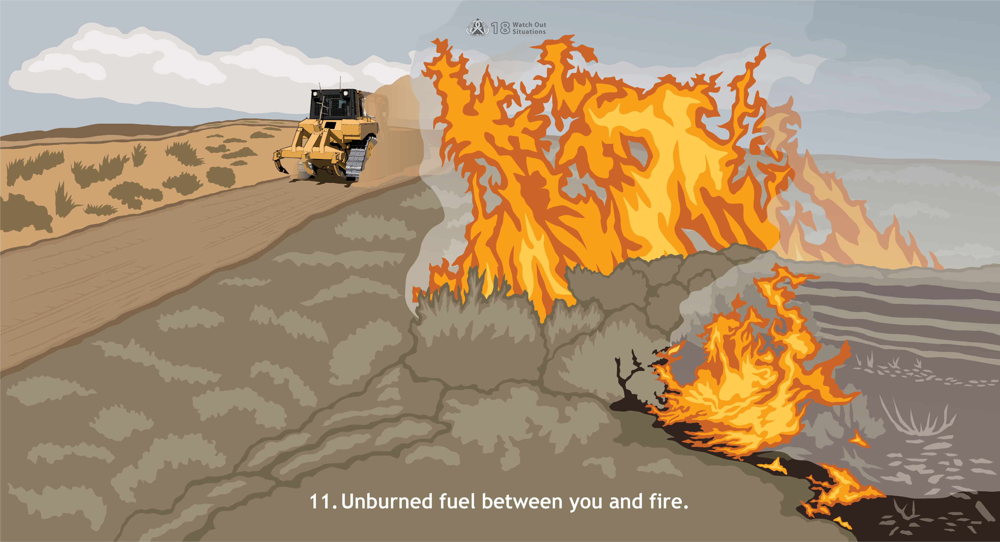 18 Watch Out
Situations
11. Unburned fuel between you and fire.